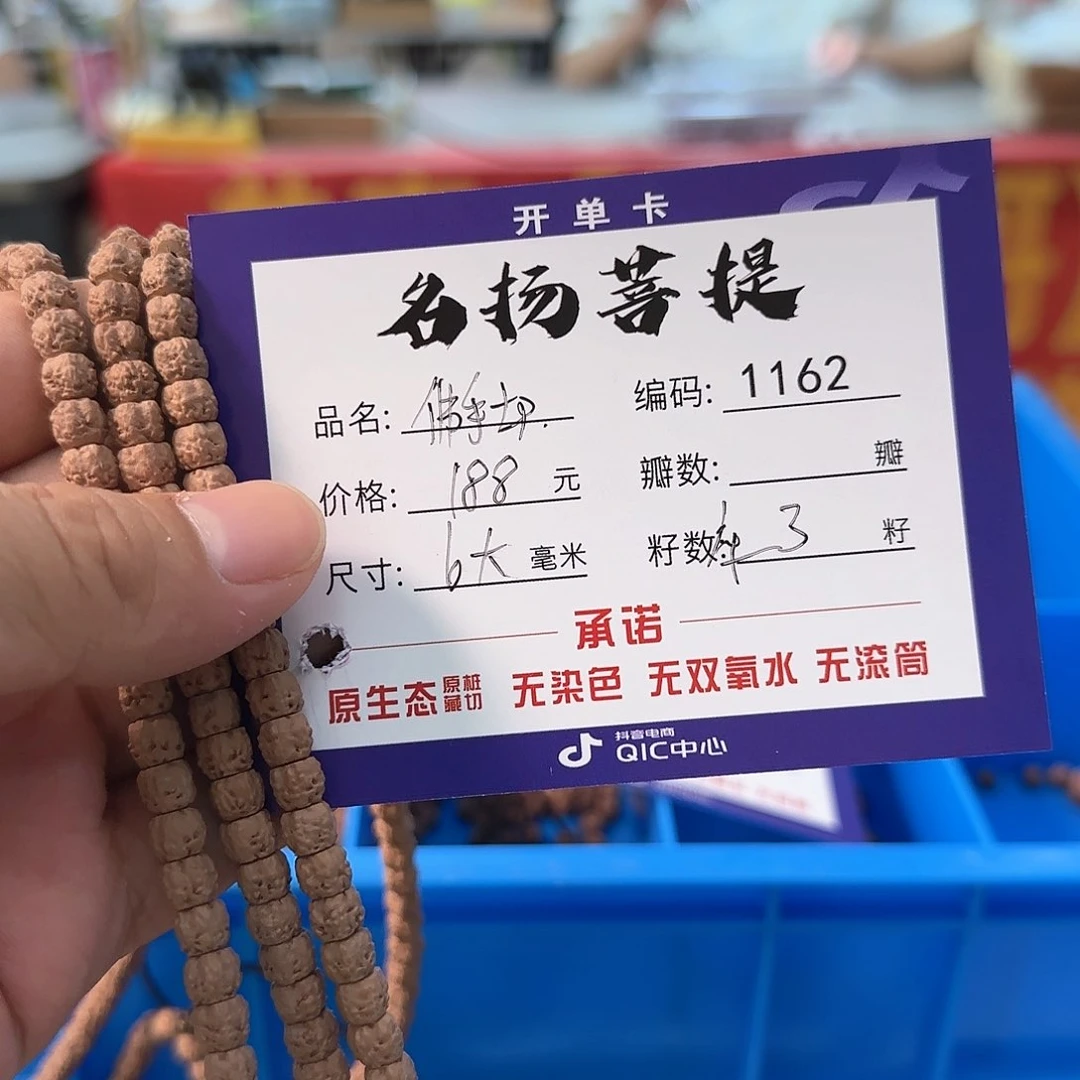 开单卡
名扬菩提
品名: 佛手切. 编码: 1162
价格: 188 元 瓣数: 瓣
尺寸: 6大 毫米 籽数: 3 籽
承诺
原生态 原桩藏切 无染色 无双氧水 无滚筒
抖音电商
QIC中心